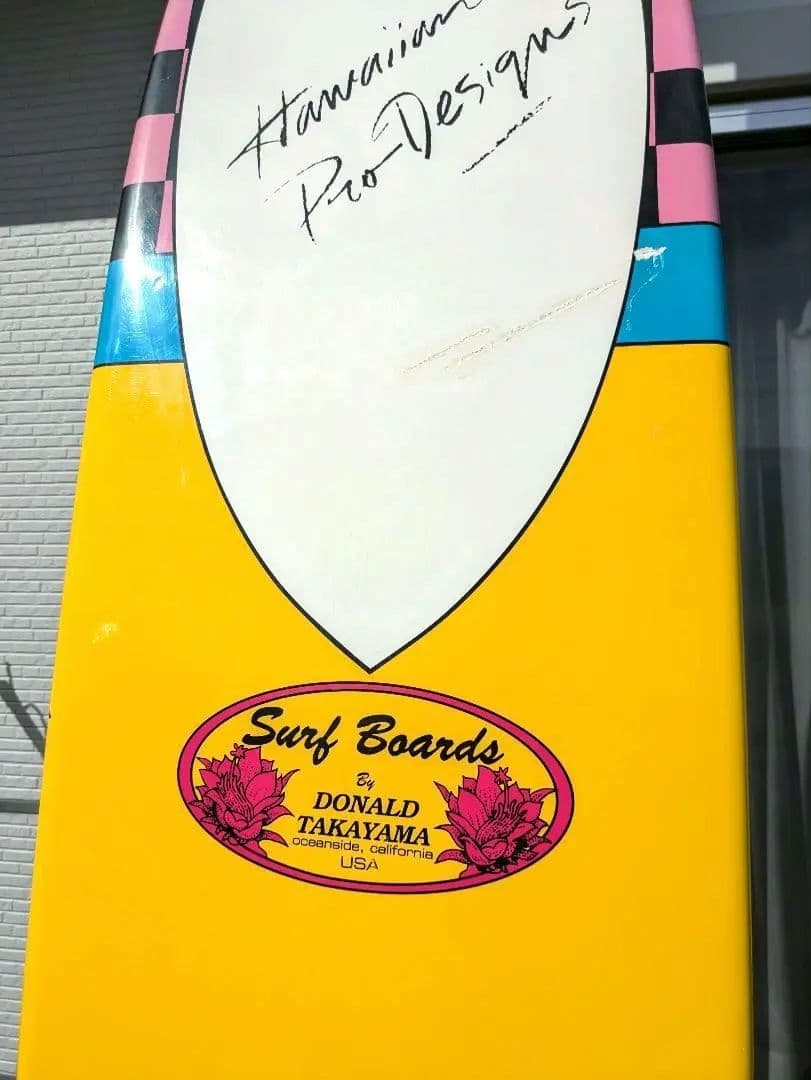 Hawaiian
Pro-Designs
Surf Boards
By
DONALD
TAKAYAMA
oceanside, california
USA